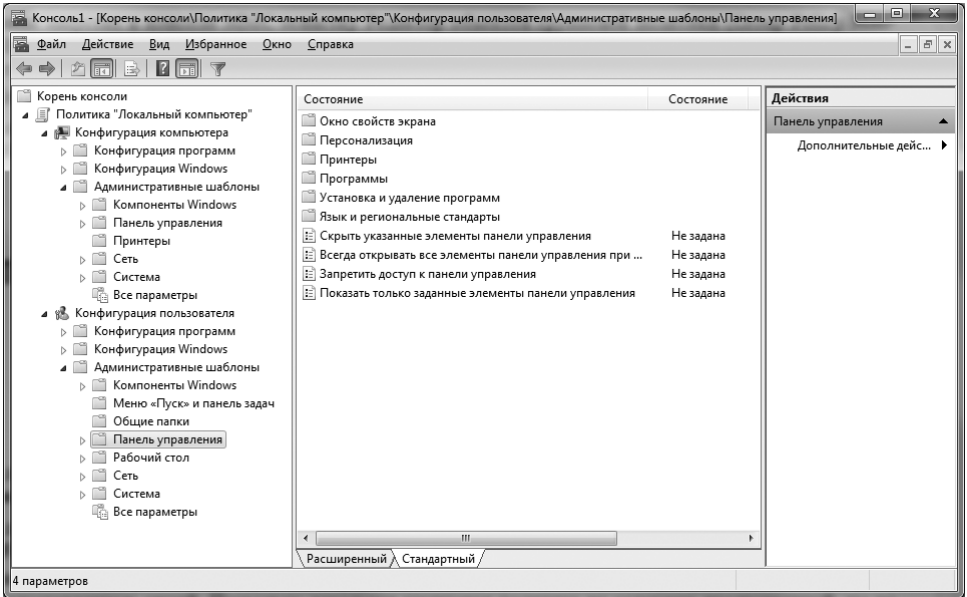 Консоль1 - [Корень консоли\Политика "Локальный компьютер"\Конфигурация пользователя\Административные шаблоны\Панель управления]
Файл Действие Вид Избранное Окно Справка
Корень консоли
Политика "Локальный компьютер"
Конфигурация компьютера
Конфигурация программ
Конфигурация Windows
Административные шаблоны
Компоненты Windows
Панель управления
Принтеры
Сеть
Система
Все параметры
Конфигурация пользователя
Конфигурация программ
Конфигурация Windows
Административные шаблоны
Компоненты Windows
Меню «Пуск» и панель задач
Общие папки
Панель управления
Рабочий стол
Сеть
Система
Все параметры
Состояние Состояние
Окно свойств экрана
Персонализация
Принтеры
Программы
Установка и удаление программ
Язык и региональные стандарты
Скрыть указанные элементы панели управления Не задана
Всегда открывать все элементы панели управления при ... Не задана
Запретить доступ к панели управления Не задана
Показать только заданные элементы панели управления Не задана
Расширенный Стандартный
Действия
Панель управления
Дополнительные дейс...
4 параметров